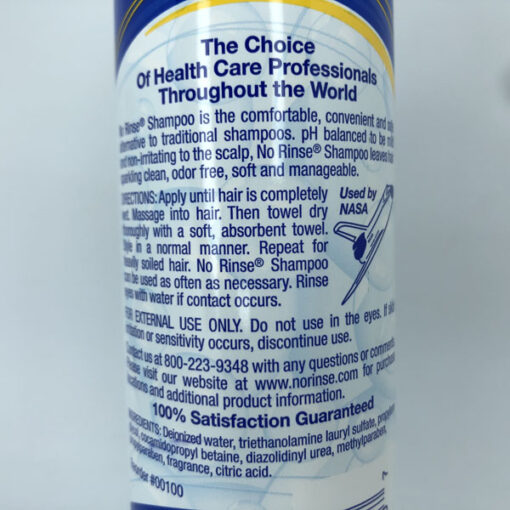 The Choice
Of Health Care Professionals
Throughout the World
No Rinse® Shampoo is the comfortable, convenient and only
alternative to traditional shampoos. pH balanced to be mild
and non-irritating to the scalp, No Rinse® Shampoo leaves hair
sparkling clean, odor free, soft and manageable.
DIRECTIONS: Apply until hair is completely
wet. Massage into hair. Then towel dry
thoroughly with a soft, absorbent towel.
Style in a normal manner. Repeat for
heavily soiled hair. No Rinse® Shampoo
can be used as often as necessary. Rinse
eyes with water if contact occurs.
Used by
NASA
FOR EXTERNAL USE ONLY. Do not use in the eyes. If skin
irritation or sensitivity occurs, discontinue use.
Contact us at 800-223-9348 with any questions or comments.
Please visit our website at www.norinse.com for purchase
locations and additional product information.
100% Satisfaction Guaranteed
INGREDIENTS: Deionized water, triethanolamine lauryl sulfate, propylene
glycol, cocamidopropyl betaine, diazolidinyl urea, methylparaben,
propylparaben, fragrance, citric acid.
Reorder #00100